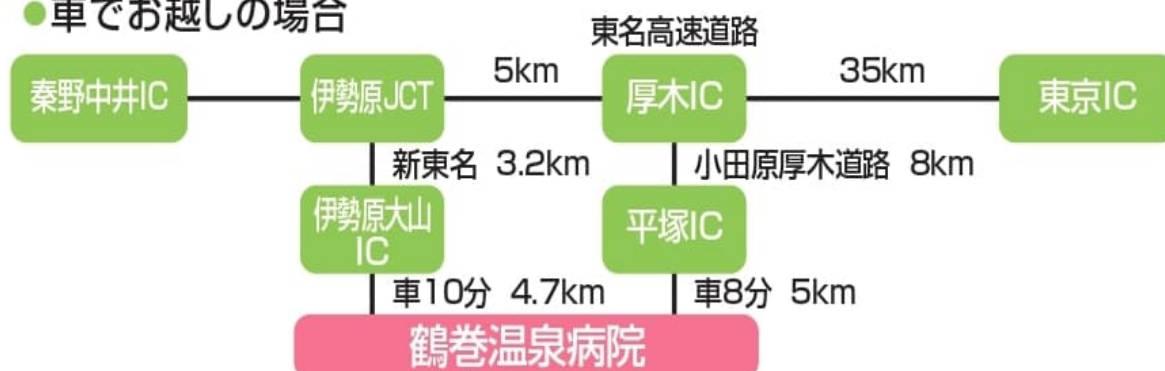 ●車でお越しの場合
東名高速道路
秦野中井IC
伊勢原JCT
5km
厚木IC
35km
東京IC
新東名 3.2km
小田原厚木道路 8km
伊勢原大山
IC
平塚IC
車10分 4.7km
車8分 5km
鶴巻温泉病院